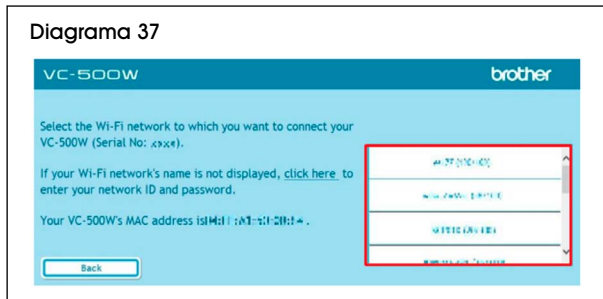 Diagrama 37
VC-500W
brother
Select the Wi-Fi network to which you want to connect your
VC-500W (Serial No:
If your Wi-Fi network's name is not displayed, click here to
enter your network ID and password.
Your VC-500W's MAC address is
Back